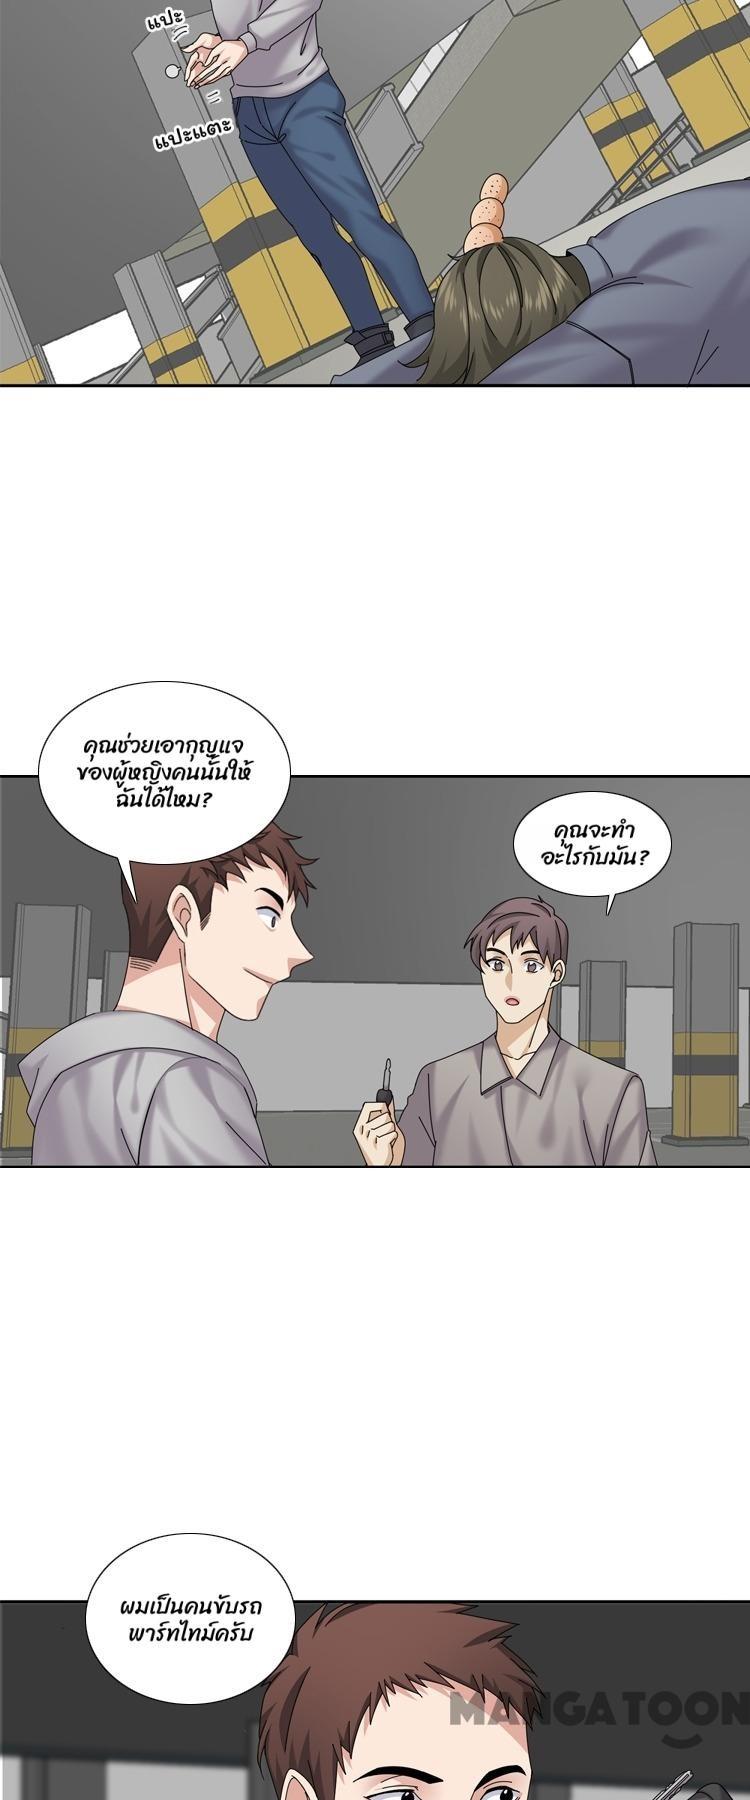 แปะ
แปะแตะ
คุณช่วยเอากุญแจ
ของผู้หญิงคนนั้นให้
ฉันได้ไหม?
คุณจะทำ
อะไรกับมัน?
ผมเป็นคนขับรถ
พาร์ทไทม์ครับ
MANGATOON